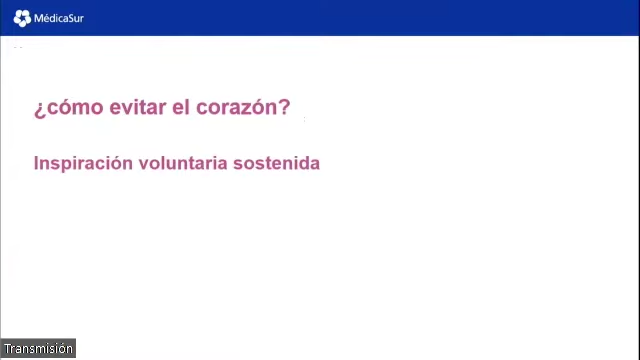 MédicaSur
¿cómo evitar el corazón?
Inspiración voluntaria sostenida
Transmisión